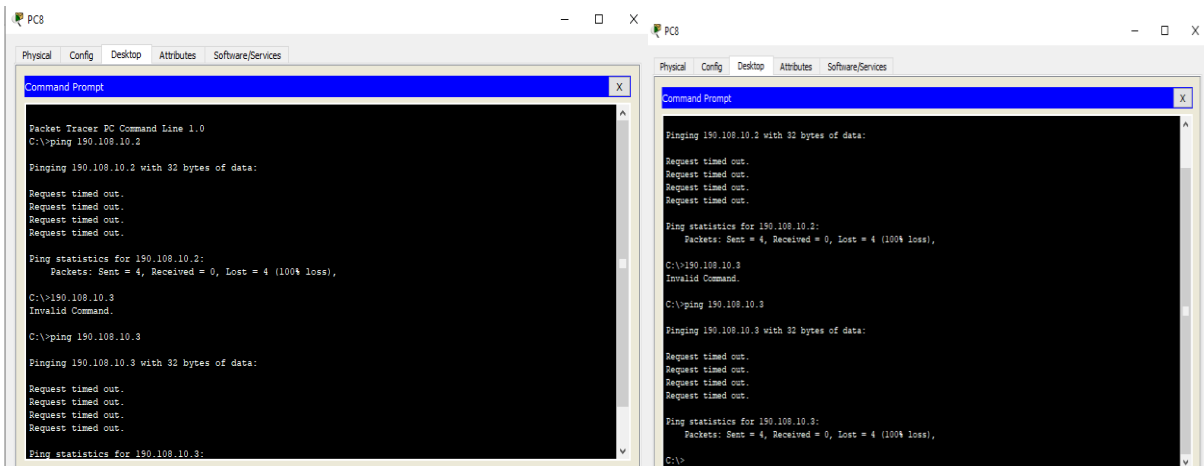 PC8
Physical Config Desktop Attributes Software/Services
Command Prompt
X
Packet Tracer PC Command Line 1.0
C:\>ping 190.108.10.2
Pinging 190.108.10.2 with 32 bytes of data:
Request timed out.
Request timed out.
Request timed out.
Request timed out.
Ping statistics for 190.108.10.2:
Packets: Sent = 4, Received = 0, Lost = 4 (100% loss),
C:\>190.108.10.3
Invalid Command.
C:\>ping 190.108.10.3
Pinging 190.108.10.3 with 32 bytes of data:
Request timed out.
Request timed out.
Request timed out.
Request timed out.
Ping statistics for 190.108.10.3:
PC8
Physical Config Desktop Attributes Software/Services
Command Prompt
X
Pinging 190.108.10.2 with 32 bytes of data:
Request timed out.
Request timed out.
Request timed out.
Request timed out.
Ping statistics for 190.108.10.2:
Packets: Sent = 4, Received = 0, Lost = 4 (100% loss),
C:\>190.108.10.3
Invalid Command.
C:\>ping 190.108.10.3
Pinging 190.108.10.3 with 32 bytes of data:
Request timed out.
Request timed out.
Request timed out.
Request timed out.
Ping statistics for 190.108.10.3:
Packets: Sent = 4, Received = 0, Lost = 4 (100% loss),
C:\>